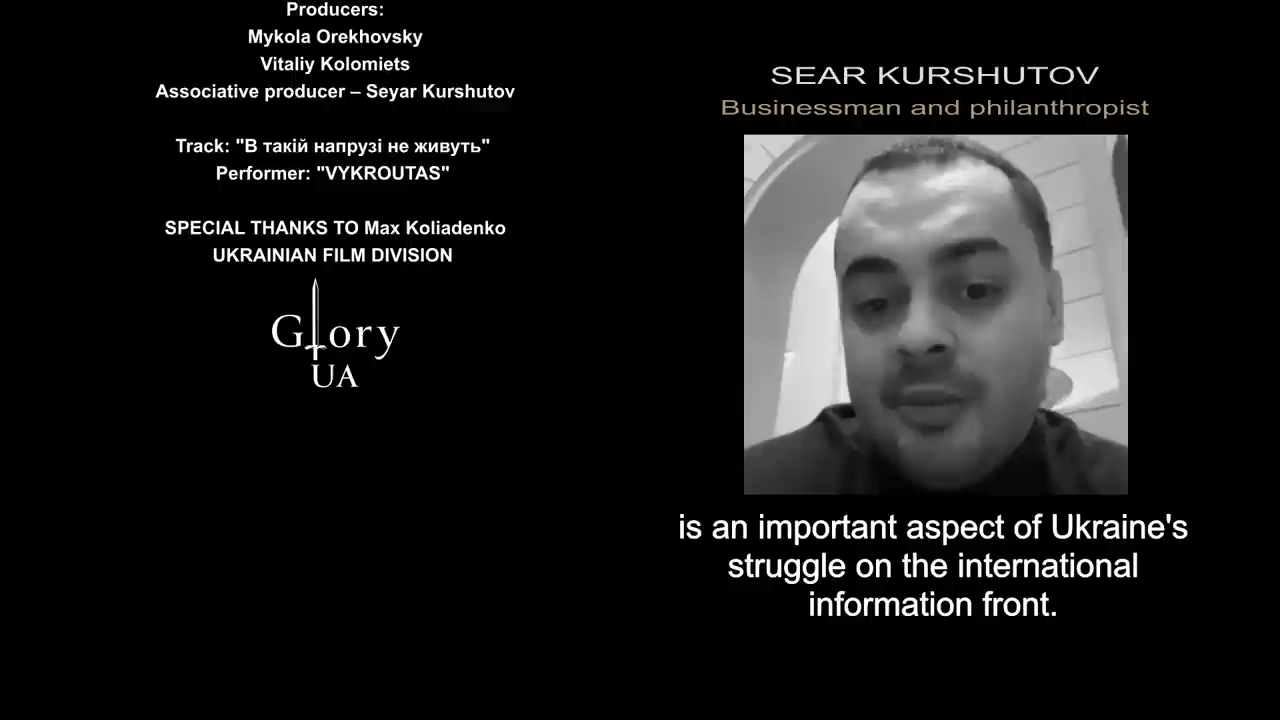 Producers:
Mykola Orekhovsky
Vitaliy Kolomiets
Associative producer – Seyar Kurshutov
Track: "В такій напрузі не живуть"
Performer: "VYKROUTAS"
SPECIAL THANKS TO Max Koliadenko
UKRAINIAN FILM DIVISION
Glory
UA
SEAR KURSHUTOV
Businessman and philanthropist
is an important aspect of Ukraine's
struggle on the international
information front.